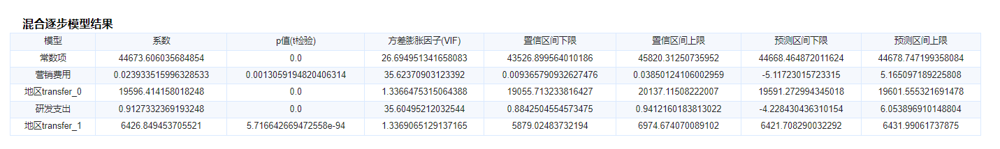 混合逐步模型结果
模型 系数 p值(t检验) 方差膨胀因子(VIF) 置信区间下限 置信区间上限 预测区间下限 预测区间上限
常数项 44673.606035684854 0.0 26.694951341658083 43526.899564010186 45820.31250735952 44668.464872011624 44678.747199358084
营销费用 0.023933515996328533 0.0013059194820406314 35.62370903123392 0.009365790932627476 0.03850124106002959 -5.11723015723315 5.165097189225808
地区transfer_0 19596.414158018248 0.0 1.3366475315064388 19055.713233816427 20137.11508222007 19591.272994345018 19601.555321691478
研发支出 0.9127332369193248 0.0 35.60495212032544 0.8842504554573475 0.9412160183813022 -4.228430436310154 6.053896910148804
地区transfer_1 6426.849453705521 5.716642669472558e-94 1.3369065129137165 5879.02483732194 6974.674070089102 6421.708290032292 6431.99061737875